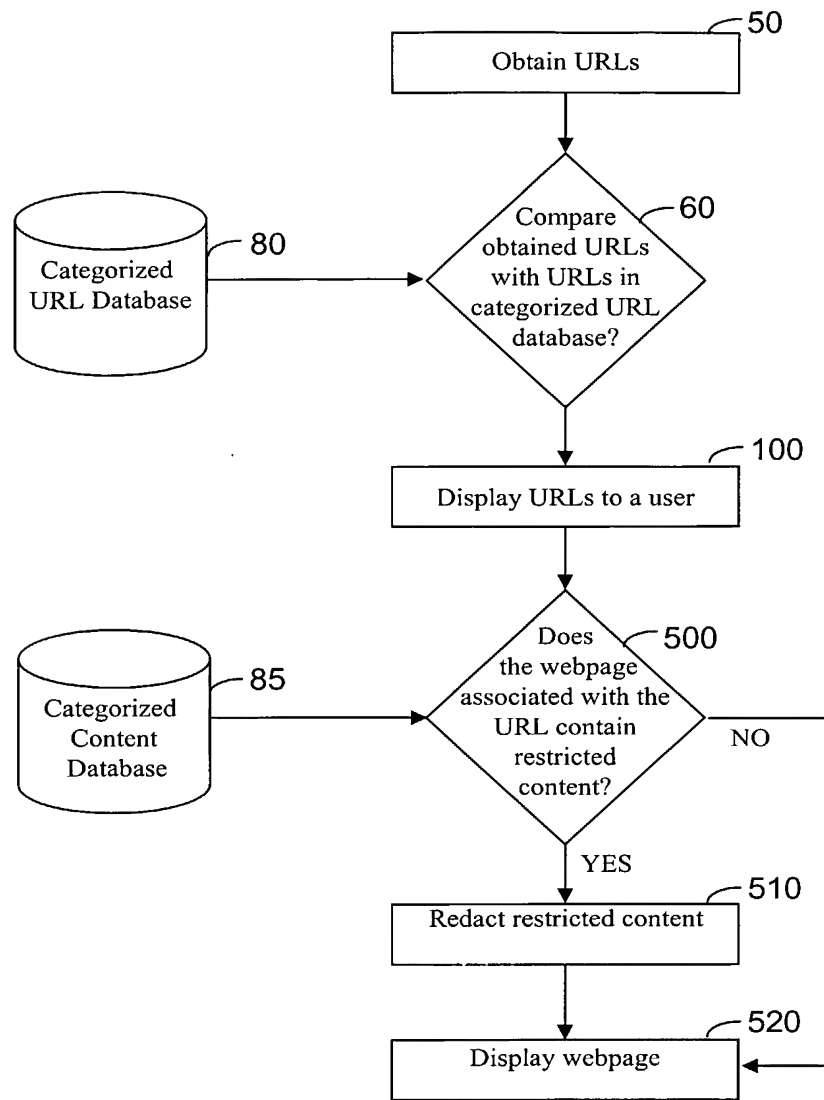 50
Obtain URLs
60
Compare
obtained URLs
with URLs in
categorized URL
database?
80
Categorized
URL Database
100
Display URLs to a user
500
Does
the webpage
associated with the
URL contain
restricted
content?
85
Categorized
Content
Database
NO
YES
510
Redact restricted content
520
Display webpage